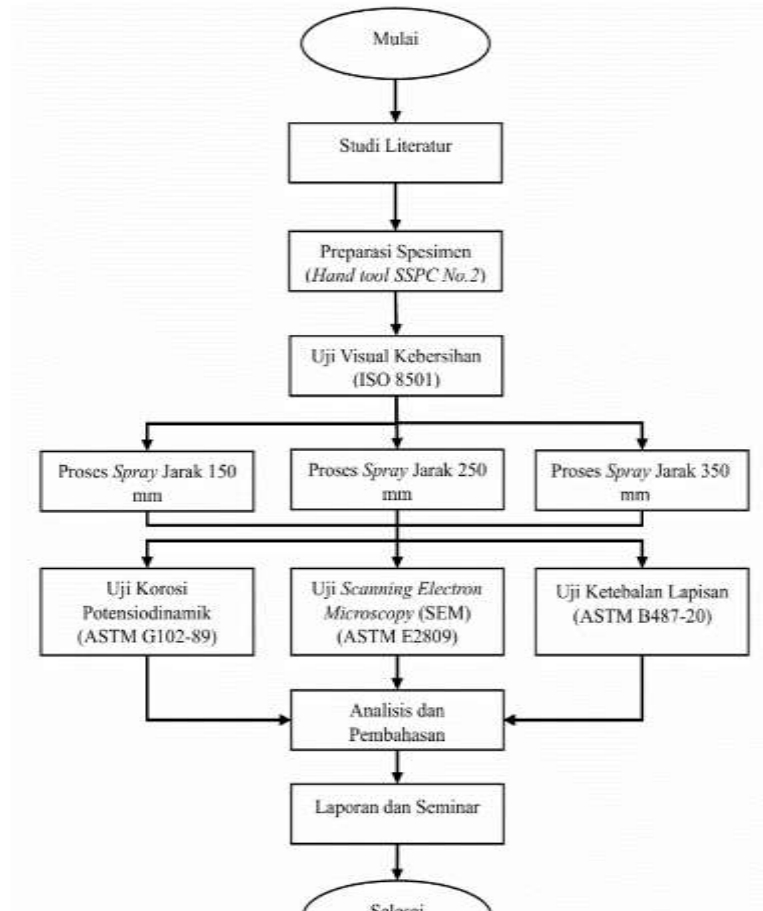 Mulai
Studi Literatur
Preparasi Spesimen
(Hand tool SSPC No.2)
Uji Visual Kebersihan
(ISO 8501)
Proses Spray Jarak 150
mm
Proses Spray Jarak 250
mm
Proses Spray Jarak 350
mm
Uji Korosi
Potensiodinamik
(ASTM G102-89)
Uji Scanning Electron
Microscopy (SEM)
(ASTM E2809)
Uji Ketebalan Lapisan
(ASTM B487-20)
Analisis dan
Pembahasan
Laporan dan Seminar
Selesai